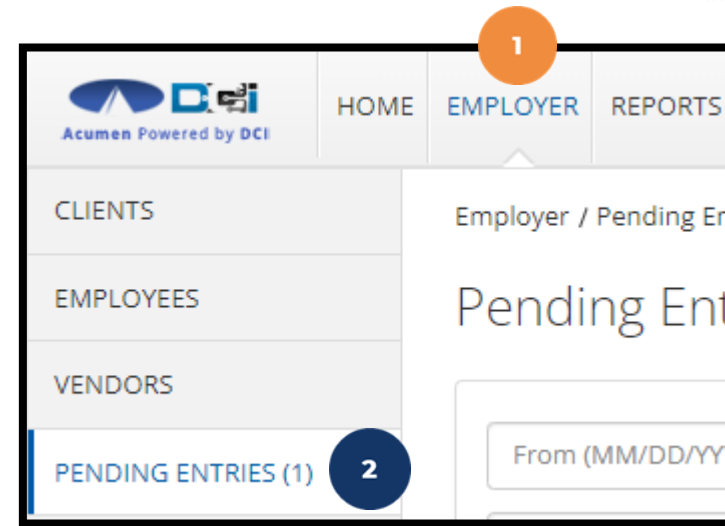 1
DCI
Acumen Powered by DCI
HOME EMPLOYER REPORTS
CLIENTS
EMPLOYEES
VENDORS
PENDING ENTRIES (1) 2
Employer / Pending En
Pending Ent
From (MM/DD/YY